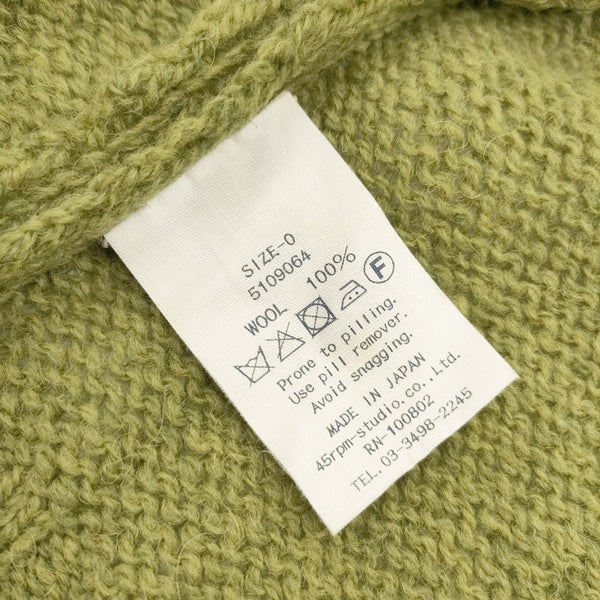 SIZE-0
5109064
WOOL 100%
F
Prone to pilling.
Use pill remover.
Avoid snagging.
MADE IN JAPAN
45rpm-studio.co.,Ltd.
RN-100802
TEL.03-3498-2245